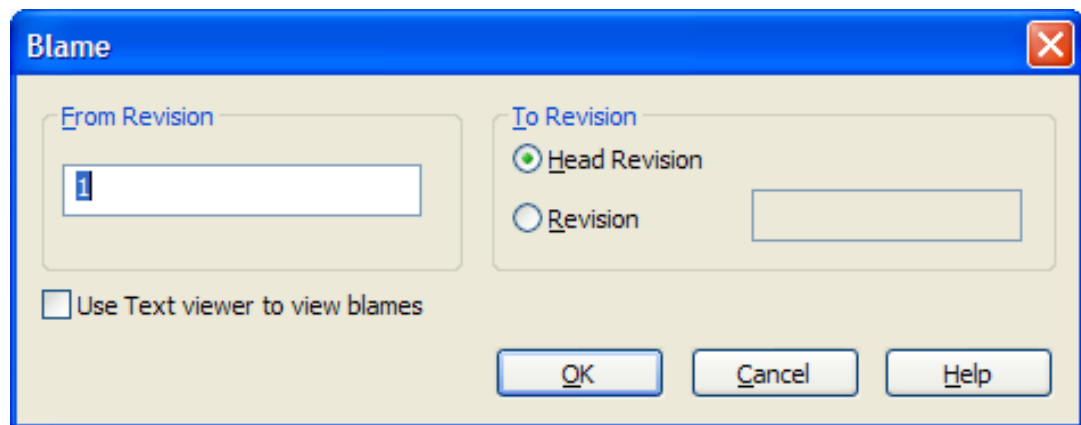 Blame
From Revision
1
To Revision
Head Revision
Revision
Use Text viewer to view blames
OK
Cancel
Help